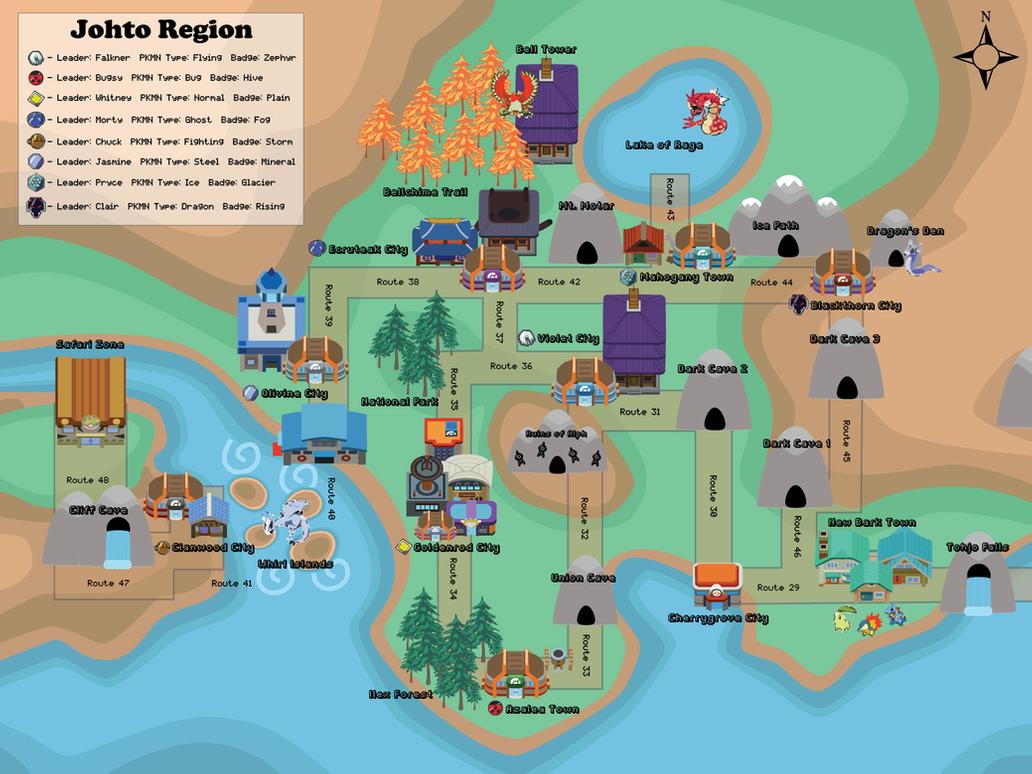 Johto Region
- Leader: Falkner PKMN Type: Flying Badge: Zephyr
- Leader: Bugsy PKMN Type: Bug Badge: Hive
- Leader: Whitney PKMN Type: Normal Badge: Plain
- Leader: Morty PKMN Type: Ghost Badge: Fog
- Leader: Chuck PKMN Type: Fighting Badge: Storm
- Leader: Jasmine PKMN Type: Steel Badge: Mineral
- Leader: Pryce PKMN Type: Ice Badge: Glacier
- Leader: Clair PKMN Type: Dragon Badge: Rising
N
Bell Tower
Lake of Rage
Bellchime Trail
Route 43
Mt. Motar
Ice Path
Dragon's Den
Ecruteak City
Mahogany Town
Route 38
Route 42
Route 44
Blackthorn City
Route 39
Route 37
Violet City
Dark Cave 3
Safari Zone
Route 36
Dark Cave 2
Olivine City
National Park
Route 35
Route 31
Ruins of Alph
Dark Cave 1
Route 45
Route 48
Route 40
Route 30
Cliff Cave
Route 32
New Bark Town
Route 46
Cianwood City
Goldenrod City
Tohjo Falls
Whirl Islands
Route 47
Route 41
Route 34
Union Cave
Route 29
Cherrygrove City
Route 33
Ilex Forest
Azalea Town